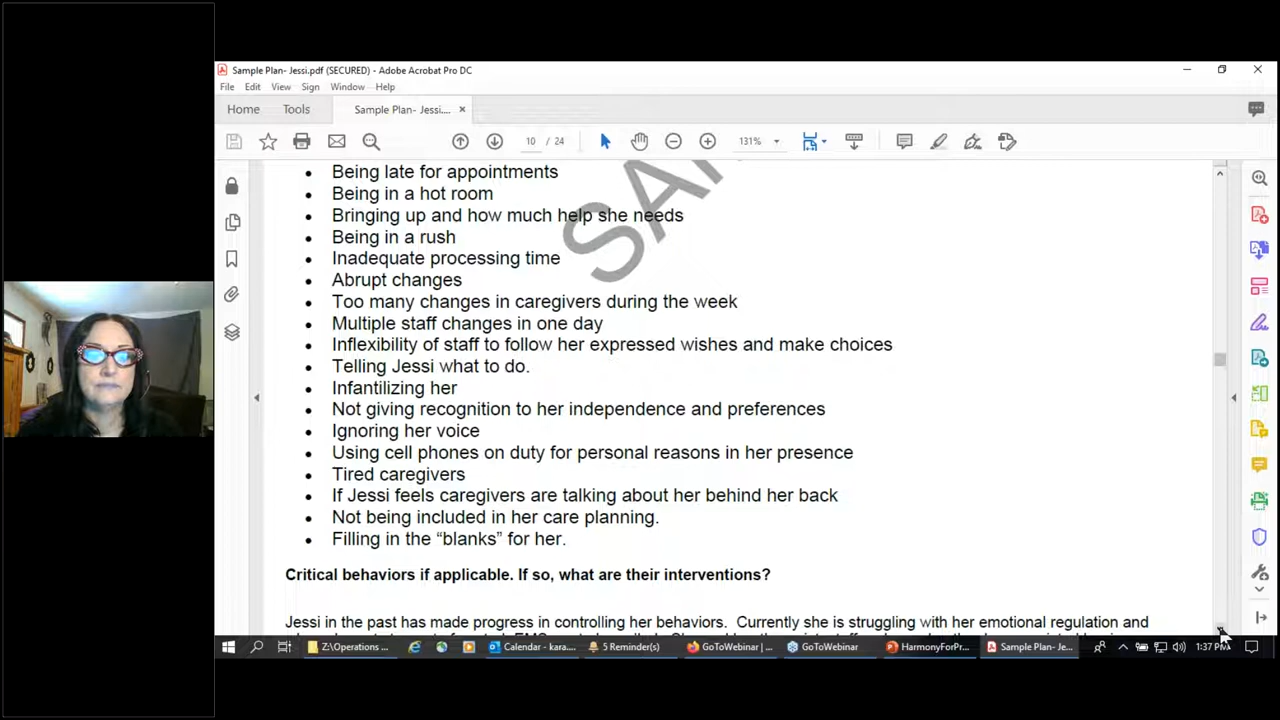 Sample Plan- Jessi.pdf (SECURED) - Adobe Acrobat Pro DC
File Edit View Sign Window Help
Home Tools Sample Plan- Jessi.... ×
10 / 24 131%
• Being late for appointments
• Being in a hot room
• Bringing up and how much help she needs
• Being in a rush
• Inadequate processing time
• Abrupt changes
• Too many changes in caregivers during the week
• Multiple staff changes in one day
• Inflexibility of staff to follow her expressed wishes and make choices
• Telling Jessi what to do.
• Infantilizing her
• Not giving recognition to her independence and preferences
• Ignoring her voice
• Using cell phones on duty for personal reasons in her presence
• Tired caregivers
• If Jessi feels caregivers are talking about her behind her back
• Not being included in her care planning.
• Filling in the “blanks” for her.
Critical behaviors if applicable. If so, what are their interventions?
Jessi in the past has made progress in controlling her behaviors. Currently she is struggling with her emotional regulation and
Z:\Operations ... Calendar - kara.... 5 Reminder(s) GoToWebinar | ... GoToWebinar HarmonyForPr... Sample Plan- Je... 1:37 PM